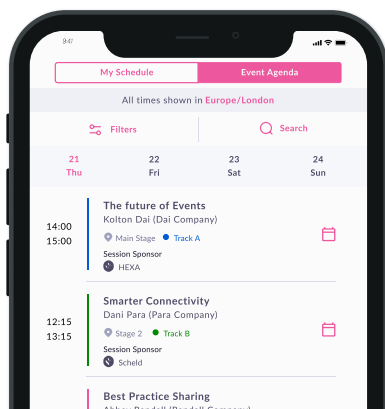 9:47
My Schedule
Event Agenda
All times shown in Europe/London
Filters
Search
21
Thu
22
Fri
23
Sat
24
Sun
14:00
15:00
The future of Events
Kolton Dai (Dai Company)
Main Stage
Track A
Session Sponsor
HEXA
12:15
13:15
Smarter Connectivity
Dani Para (Para Company)
Stage 2
Track B
Session Sponsor
Scheld
Best Practice Sharing